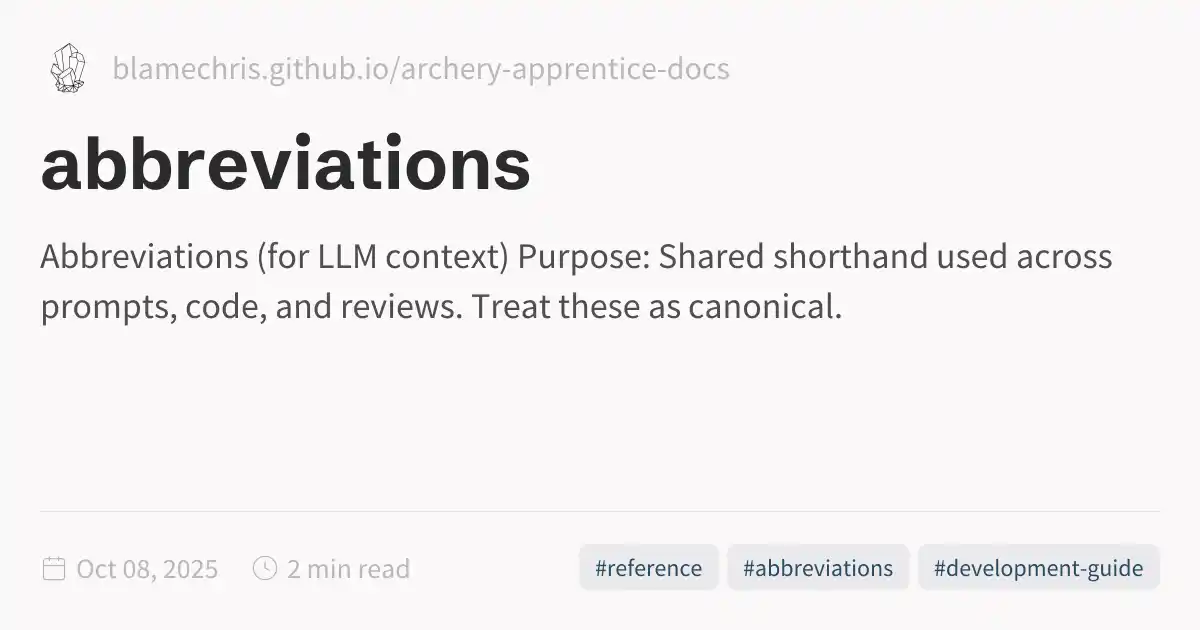 blamechris.github.io/archery-apprentice-docs
abbreviations
Abbreviations (for LLM context) Purpose: Shared shorthand used across
prompts, code, and reviews. Treat these as canonical.
Oct 08, 2025 2 min read #reference #abbreviations #development-guide